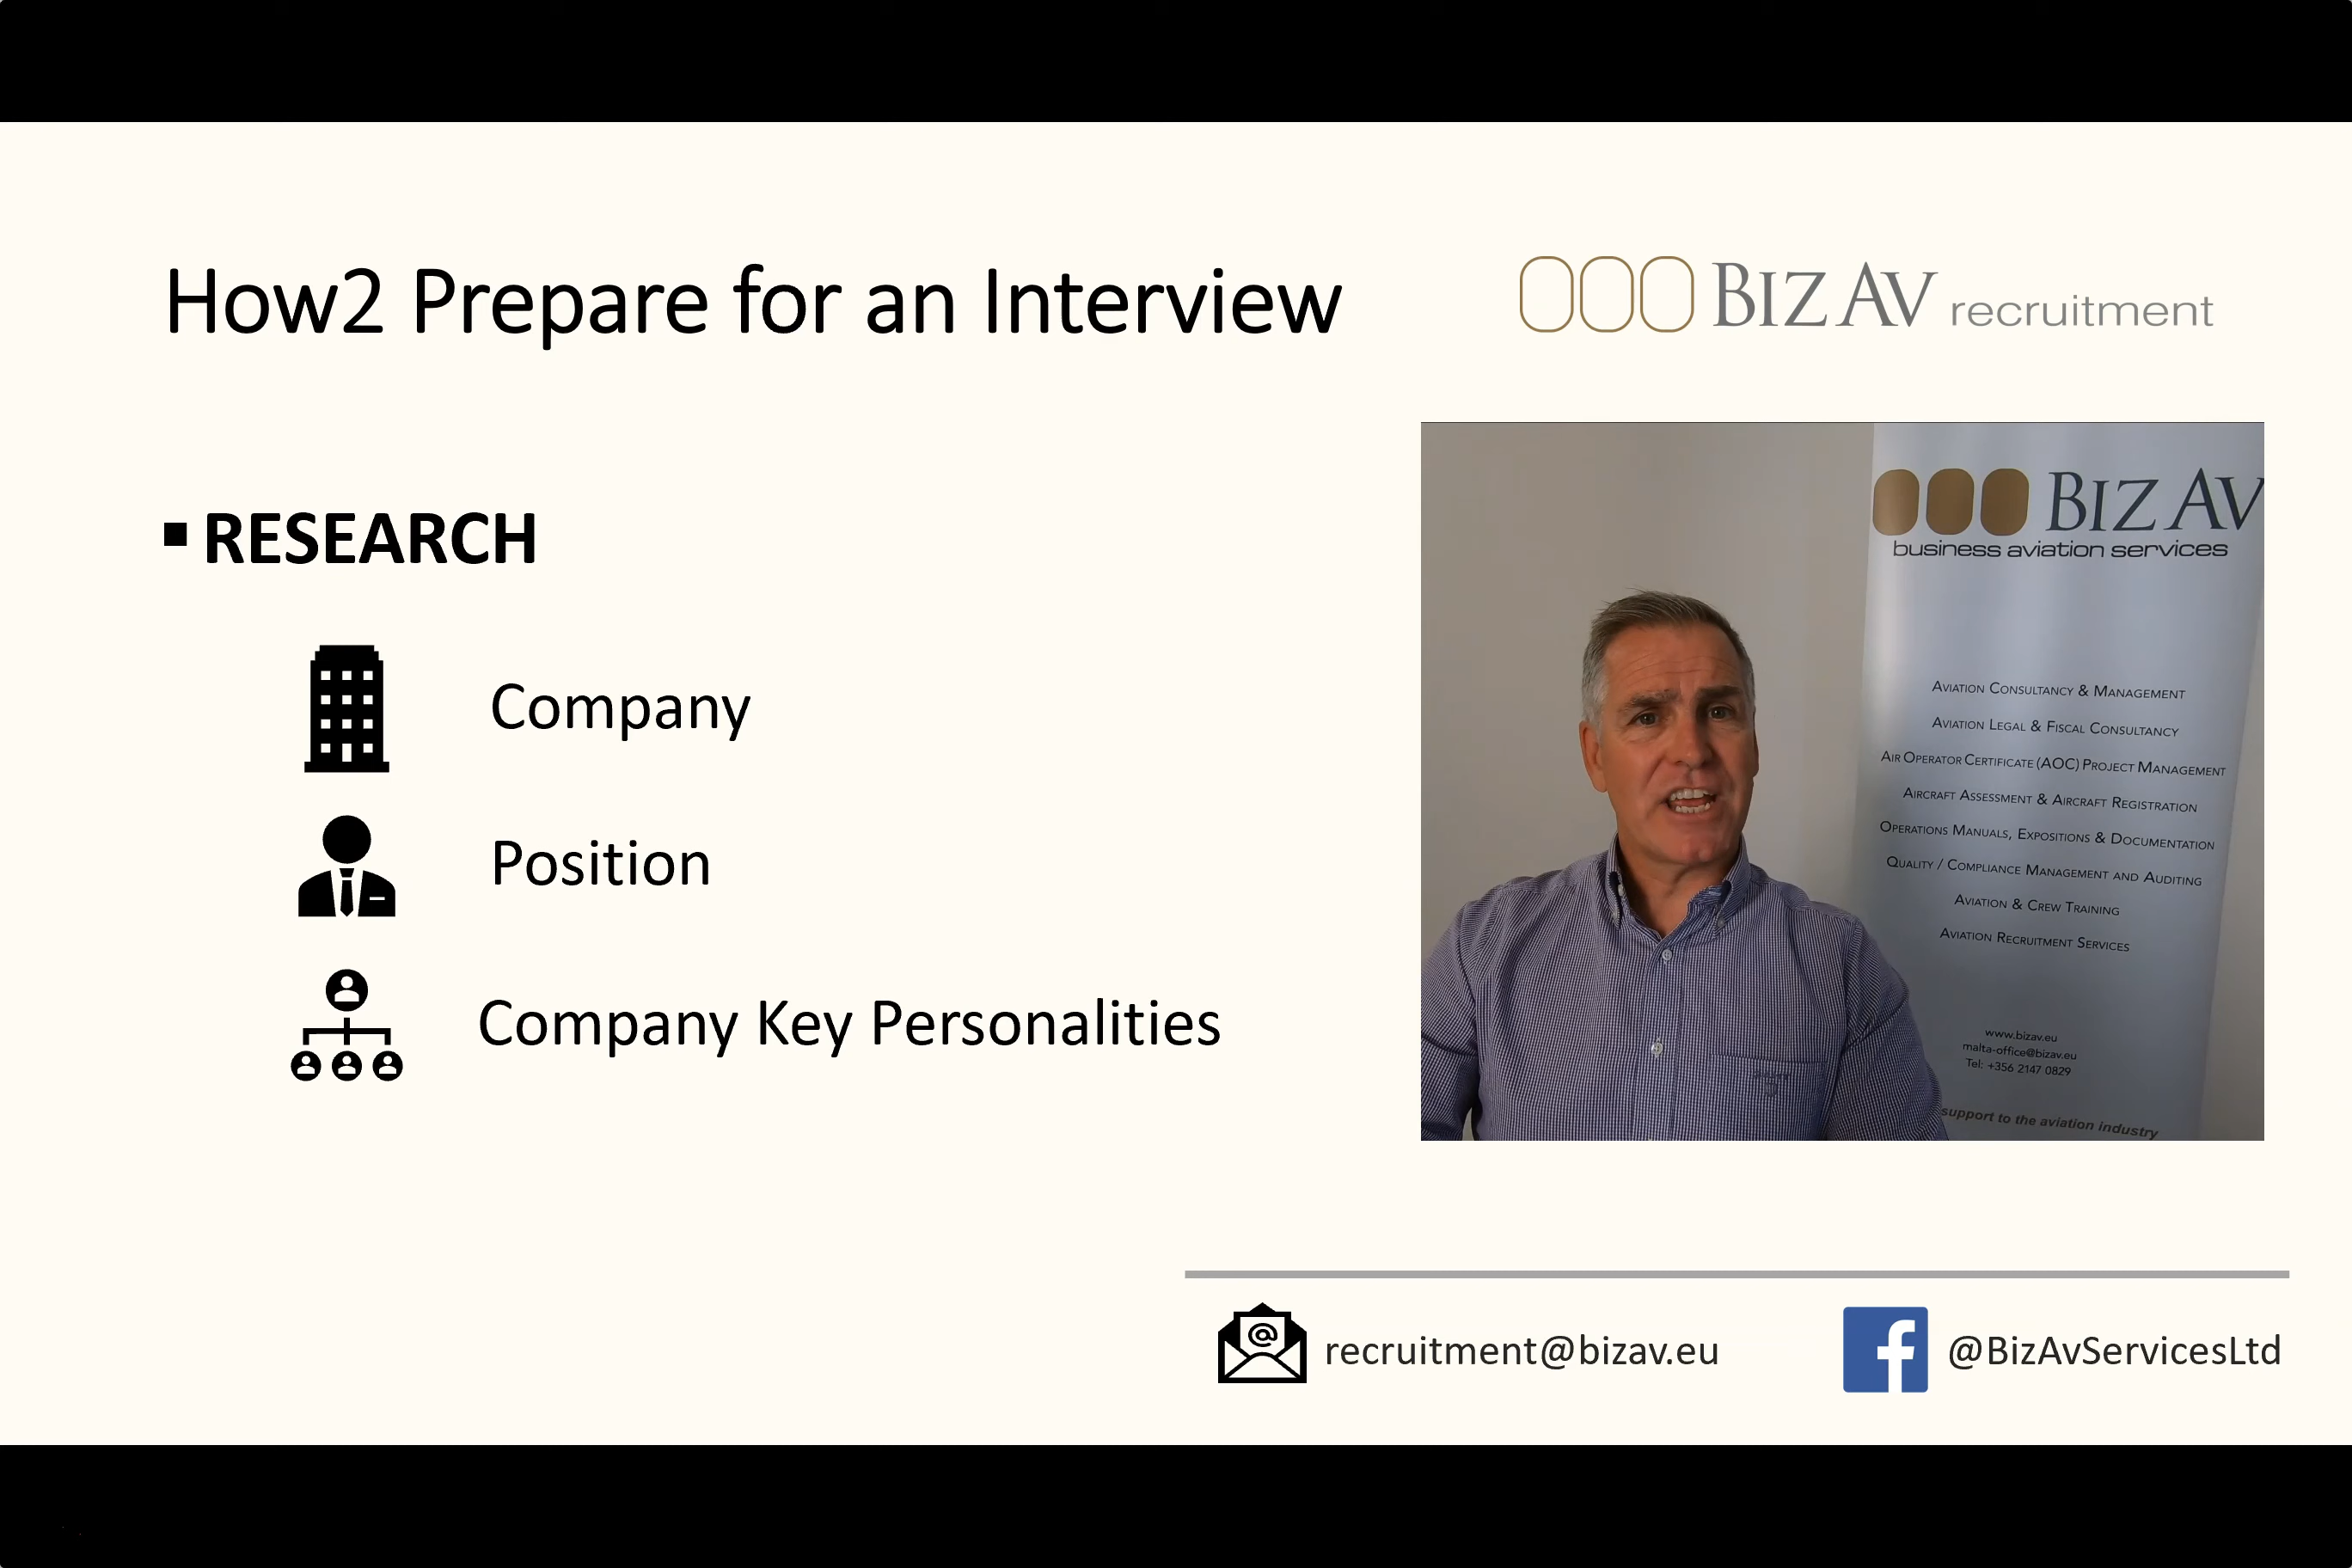 How2 Prepare for an Interview
BIZ AV recruitment
▪ RESEARCH
Company
Position
Company Key Personalities
BIZ AV
business aviation services
AVIATION CONSULTANCY & MANAGEMENT
AVIATION LEGAL & FISCAL CONSULTANCY
AIR OPERATOR CERTIFICATE (AOC) PROJECT MANAGEMENT
AIRCRAFT ASSESSMENT & AIRCRAFT REGISTRATION
OPERATIONS MANUALS, EXPOSITIONS & DOCUMENTATION
QUALITY / COMPLIANCE MANAGEMENT AND AUDITING
AVIATION & CREW TRAINING
AVIATION RECRUITMENT SERVICES
www.bizav.eu
malta-office@bizav.eu
Tel: +356 2147 0829
support to the aviation industry
@
recruitment@bizav.eu
f
@BizAvServicesLtd